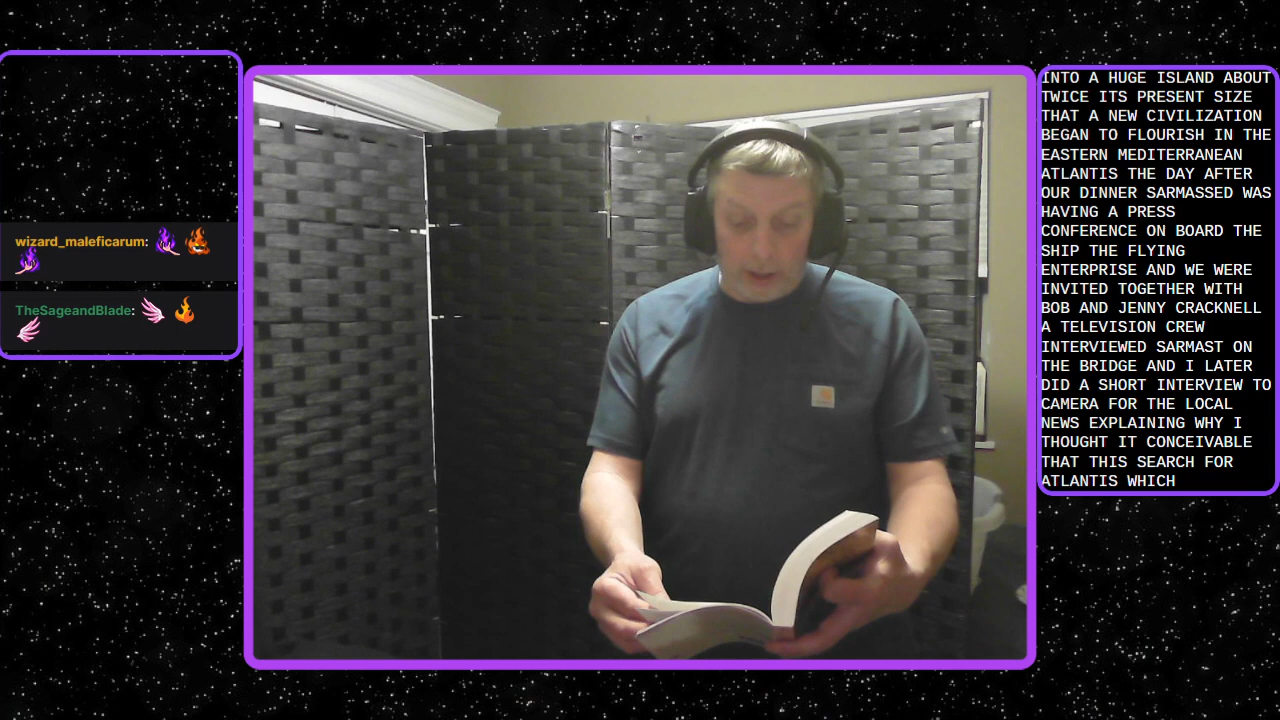 wizard_maleficarum:
TheSageandBlade:
INTO A HUGE ISLAND ABOUT
TWICE ITS PRESENT SIZE
THAT A NEW CIVILIZATION
BEGAN TO FLOURISH IN THE
EASTERN MEDITERRANEAN
ATLANTIS THE DAY AFTER
OUR DINNER SARMASSED WAS
HAVING A PRESS
CONFERENCE ON BOARD THE
SHIP THE FLYING
ENTERPRISE AND WE WERE
INVITED TOGETHER WITH
BOB AND JENNY CRACKNELL
A TELEVISION CREW
INTERVIEWED SARMAST ON
THE BRIDGE AND I LATER
DID A SHORT INTERVIEW TO
CAMERA FOR THE LOCAL
NEWS EXPLAINING WHY I
THOUGHT IT CONCEIVABLE
THAT THIS SEARCH FOR
ATLANTIS WHICH